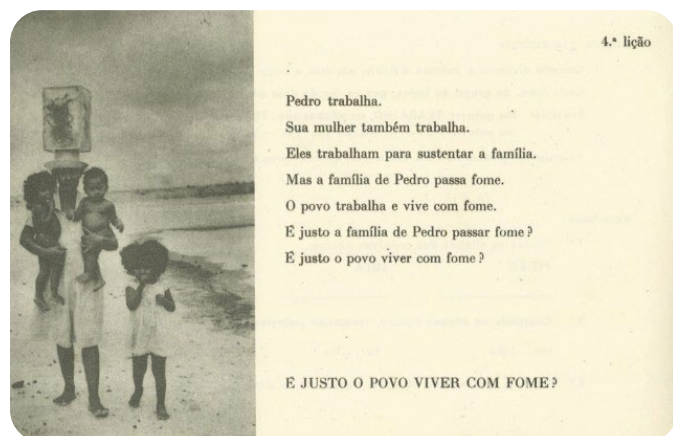 4.ª lição
Pedro trabalha.
Sua mulher também trabalha.
Eles trabalham para sustentar a família.
Mas a família de Pedro passa fome.
O povo trabalha e vive com fome.
É justo a família de Pedro passar fome?
É justo o povo viver com fome?
É JUSTO O POVO VIVER COM FOME?